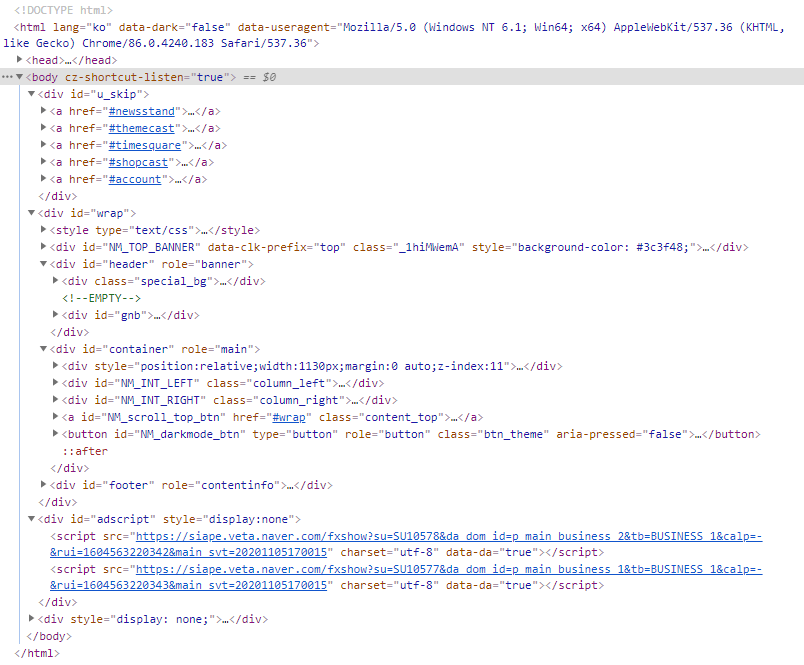 <!DOCTYPE html>
<html lang="ko" data-dark="false" data-useragent="Mozilla/5.0 (Windows NT 6.1; Win64; x64) AppleWebKit/537.36 (KHTML,
like Gecko) Chrome/86.0.4240.183 Safari/537.36">
<head>…</head>
<body cz-shortcut-listen="true"> == $0
<div id="u_skip">
<a href="#newsstand">…</a>
<a href="#themecast">…</a>
<a href="#timesquare">…</a>
<a href="#shopcast">…</a>
<a href="#account">…</a>
</div>
<div id="wrap">
<style type="text/css">…</style>
<div id="NM_TOP_BANNER" data-clk-prefix="top" class="_1hiMWemA" style="background-color: #3c3f48;">…</div>
<div id="header" role="banner">
<div class="special_bg">…</div>
<!--EMPTY-->
<div id="gnb">…</div>
</div>
<div id="container" role="main">
<div style="position:relative;width:1130px;margin:0 auto;z-index:11">…</div>
<div id="NM_INT_LEFT" class="column_left">…</div>
<div id="NM_INT_RIGHT" class="column_right">…</div>
<a id="NM_scroll_top_btn" href="#wrap" class="content_top">…</a>
<button id="NM_darkmode_btn" type="button" role="button" class="btn_theme" aria-pressed="false">…</button>
::after
</div>
<div id="footer" role="contentinfo">…</div>
</div>
<div id="adscript" style="display:none">
<script src="https://siape.veta.naver.com/fxshow?su=SU10578&da_dom_id=p_main_business_2&tb=BUSINESS_1&calp=-
&rui=1604563220342&main_svt=20201105170015" charset="utf-8" data-da="true"></script>
<script src="https://siape.veta.naver.com/fxshow?su=SU10577&da_dom_id=p_main_business_1&tb=BUSINESS_1&calp=-
&rui=1604563220343&main_svt=20201105170015" charset="utf-8" data-da="true"></script>
</div>
<div style="display: none;">…</div>
</body>
</html>